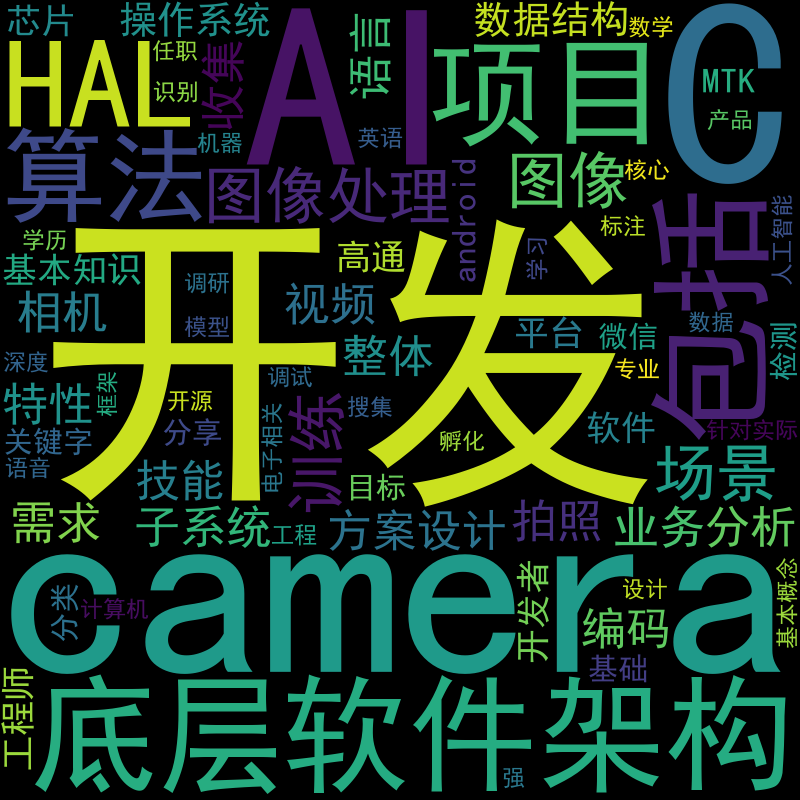 芯片
操作系统
数据结构
数学
AI
C
HAL
任职
收集
语言
项目
MTK
识别
产品
算法
机器
英语
图像处理
图像
核心
android
包括
人工智能
标注
学历
开发
高通
学习
基本知识
调研
相机
视频
模型
平台
微信
数据
检测
整体
深度
专业
调试
框架
特性
开源
训练
搜集
电子相关
分享
软件
针对实际
关键字
孵化
语音
技能
目标
场景
需求
子系统
工程
方案设计
拍照
业务分析
camera
分类
计算机
开发者
设计
编码
基本概念
基础
工程师
底层软件架构
强